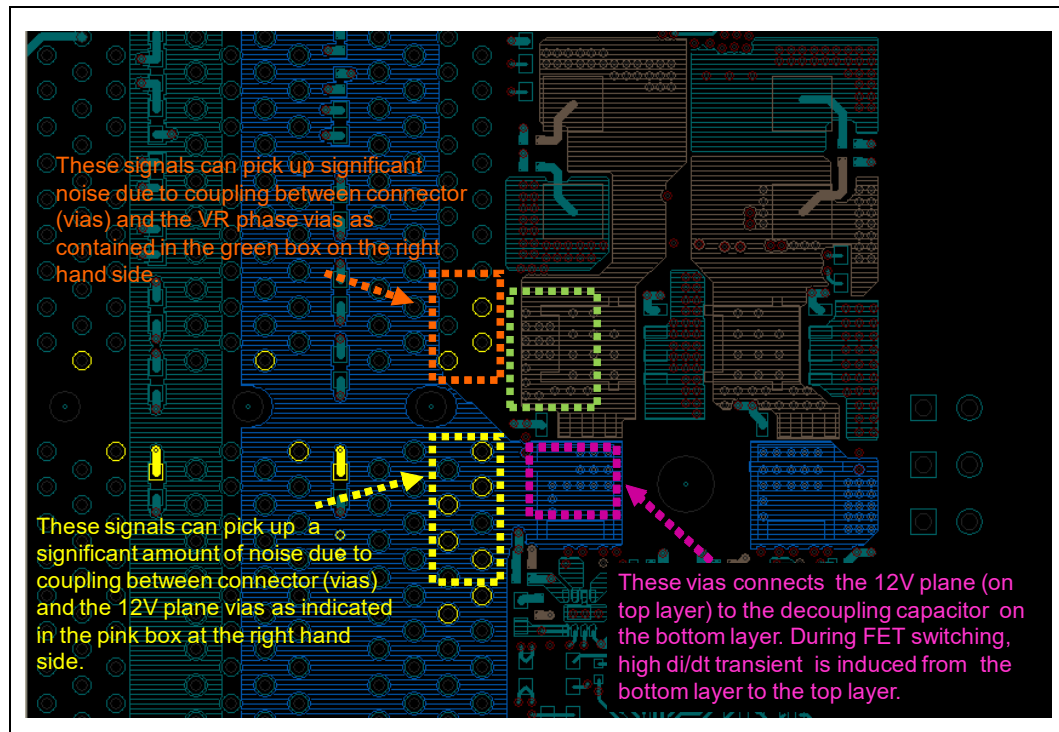 These signals can pick up significant
noise due to coupling between connector
(vias) and the VR phase vias as
contained in the green box on the right
hand side.
These signals can pick up a
significant amount of noise due to
coupling between connector (vias)
and the 12V plane vias as indicated
in the pink box at the right hand
side.
These vias connects the 12V plane (on
top layer) to the decoupling capacitor on
the bottom layer. During FET switching,
high di/dt transient is induced from the
bottom layer to the top layer.